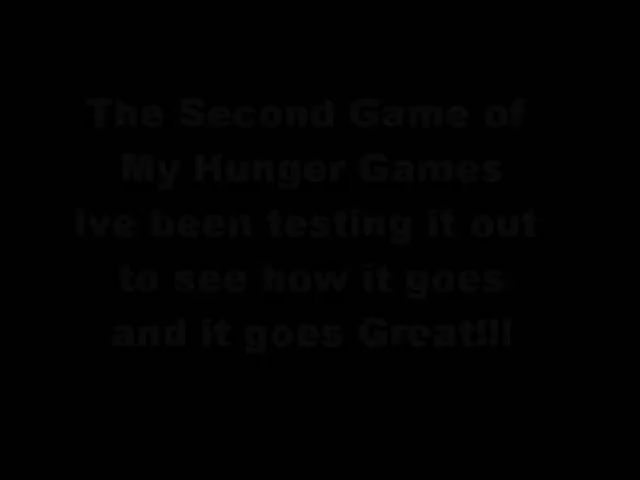 The Second Game of
My Hunger Games
Ive been testing it out
to see how it goes
and it goes Great!!!